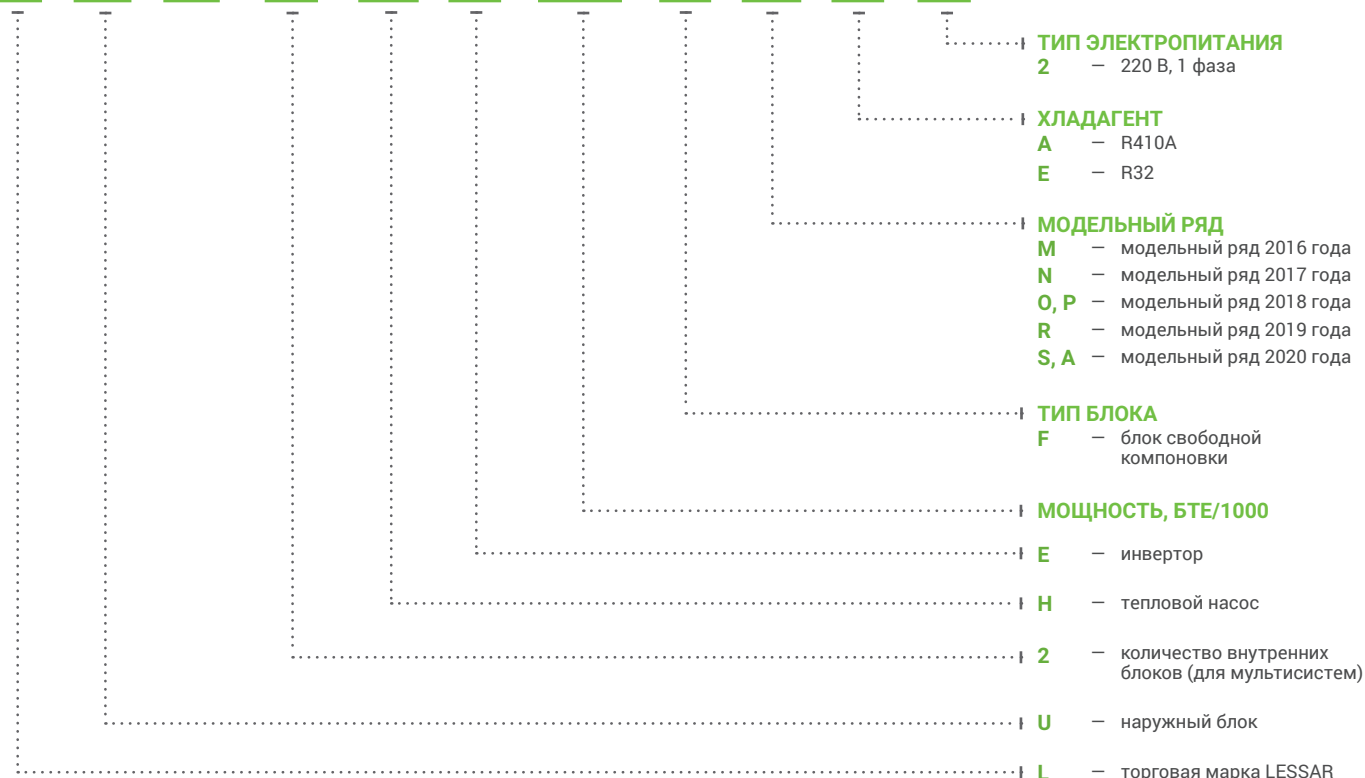 ТИП ЭЛЕКТРОПИТАНИЯ
2 — 220 В, 1 фаза
ХЛАДАГЕНТ
A — R410A
E — R32
МОДЕЛЬНЫЙ РЯД
M — модельный ряд 2016 года
N — модельный ряд 2017 года
O, P — модельный ряд 2018 года
R — модельный ряд 2019 года
S, A — модельный ряд 2020 года
ТИП БЛОКА
F — блок свободной
компоновки
МОЩНОСТЬ, БТЕ/1000
E — инвертор
H — тепловой насос
2 — количество внутренних
блоков (для мультисистем)
U — наружный блок
L — торговая марка LESSAR